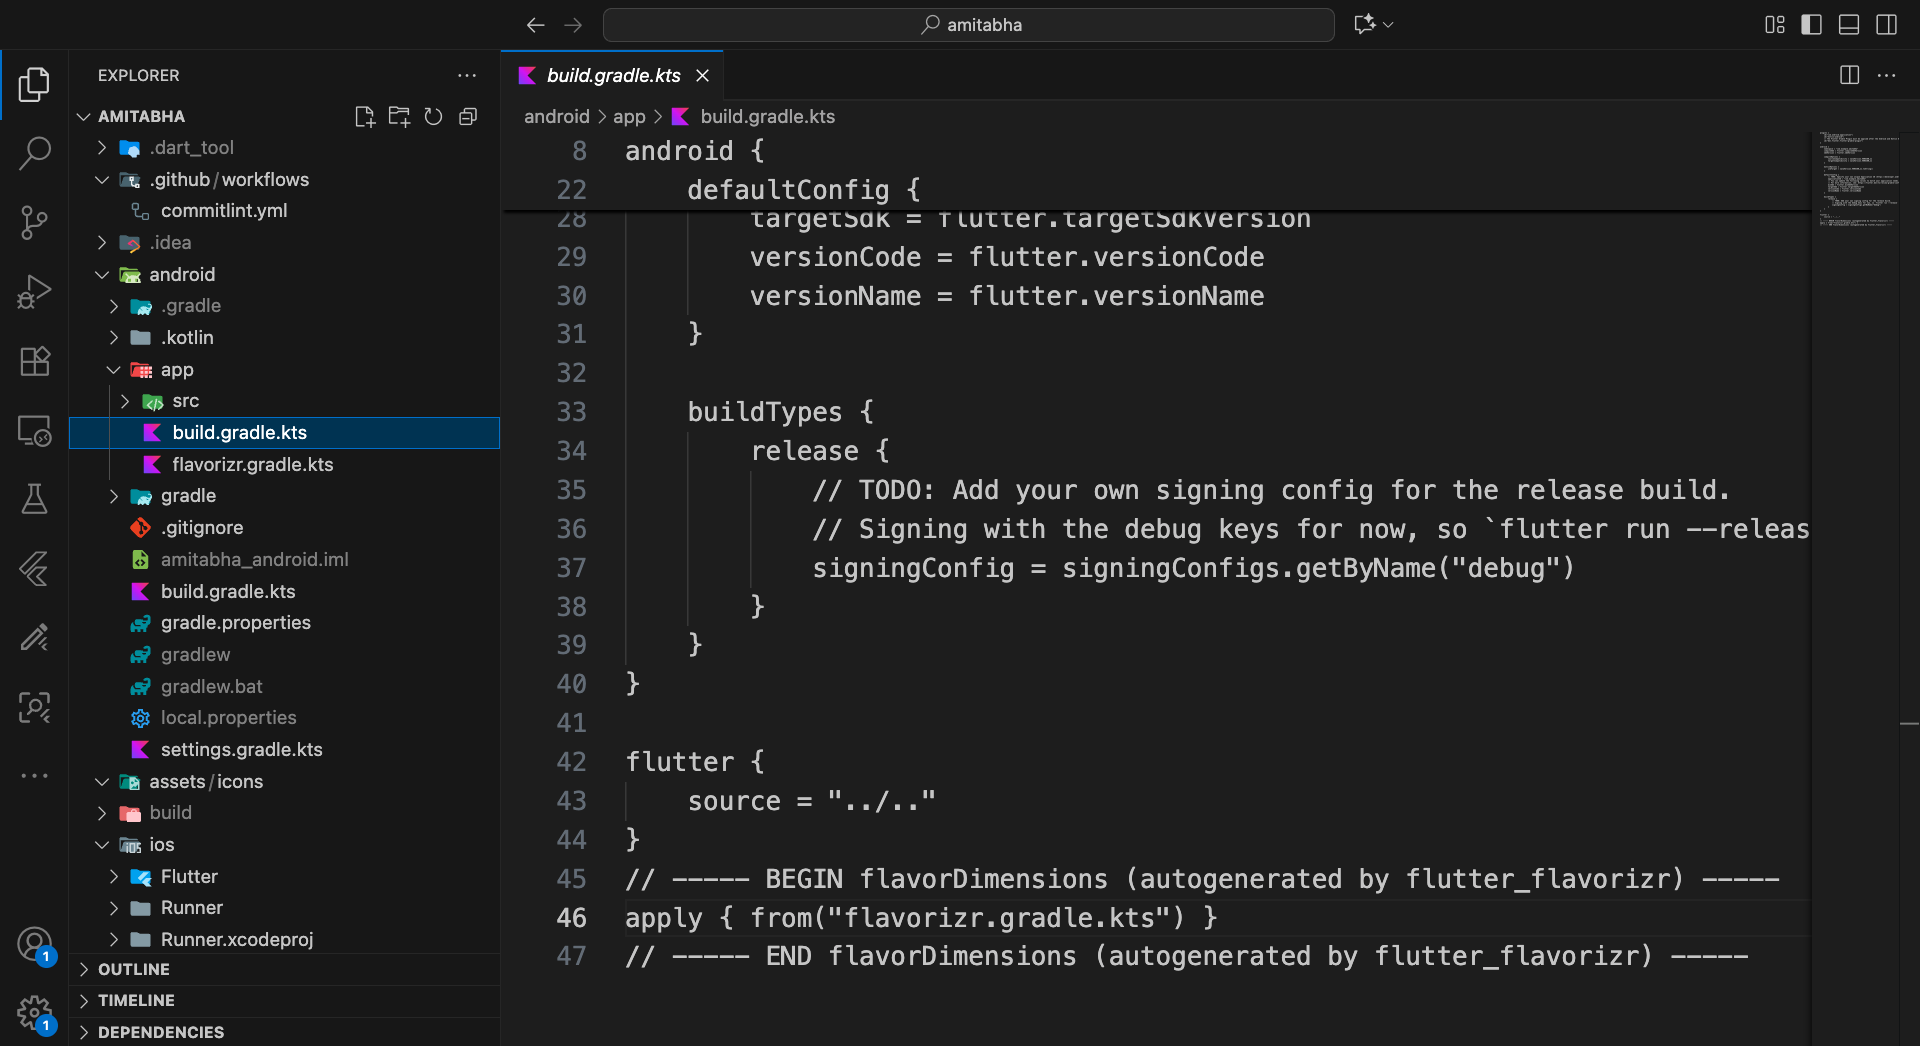 amitabha
EXPLORER
AMITABHA
.dart_tool
.github/workflows
commitlint.yml
.idea
android
.gradle
.kotlin
app
src
build.gradle.kts
flavorizr.gradle.kts
gradle
.gitignore
amitabha_android.iml
build.gradle.kts
gradle.properties
gradlew
gradlew.bat
local.properties
settings.gradle.kts
assets/icons
build
ios
Flutter
Runner
Runner.xcodeproj
OUTLINE
TIMELINE
DEPENDENCIES
1
1
build.gradle.kts
android > app > build.gradle.kts
8 android {
22 defaultConfig {
28 targetSdk = flutter.targetSdkVersion
29 versionCode = flutter.versionCode
30 versionName = flutter.versionName
31 }
32
33 buildTypes {
34 release {
35 // TODO: Add your own signing config for the release build.
36 // Signing with the debug keys for now, so `flutter run --releas
37 signingConfig = signingConfigs.getByName("debug")
38 }
39 }
40 }
41
42 flutter {
43 source = "../.."
44 }
45 // ----- BEGIN flavorDimensions (autogenerated by flutter_flavorizr) -----
46 apply { from("flavorizr.gradle.kts") }
47 // ----- END flavorDimensions (autogenerated by flutter_flavorizr) -----